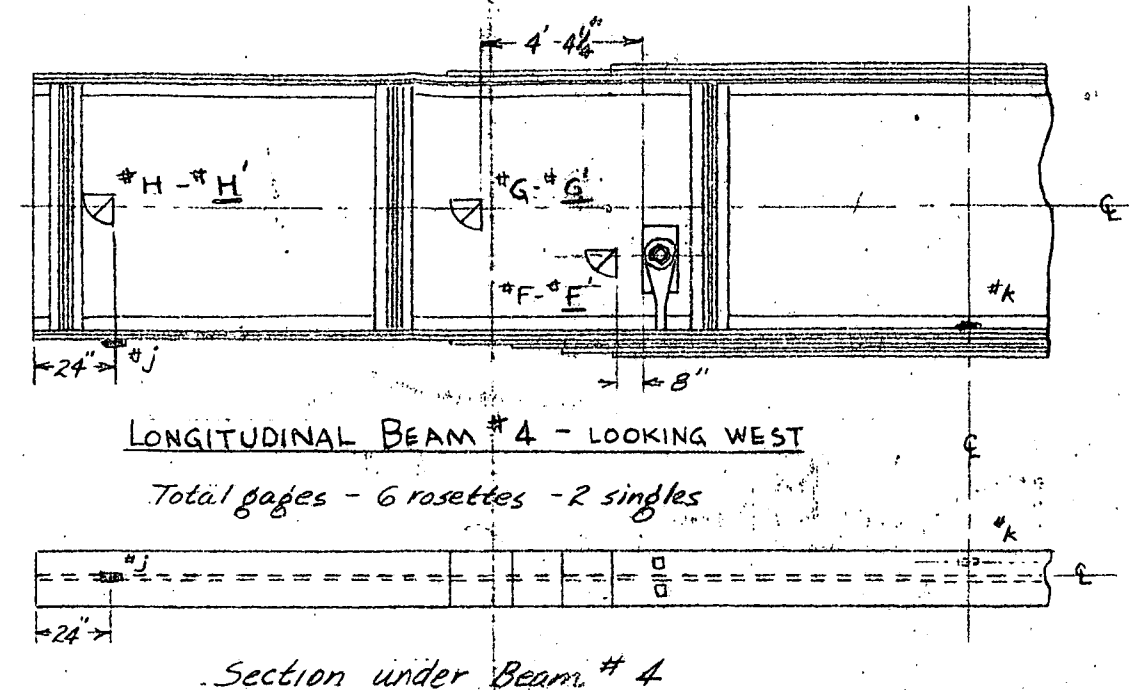 4'-4¼"
#H - #H'
#G - #G'
℄
#F - #F'
#k
#j
24"
8"
LONGITUDINAL BEAM #4 - LOOKING WEST
℄
Total gages - 6 rosettes - 2 singles
#j
#k
℄
24"
Section under Beam # 4